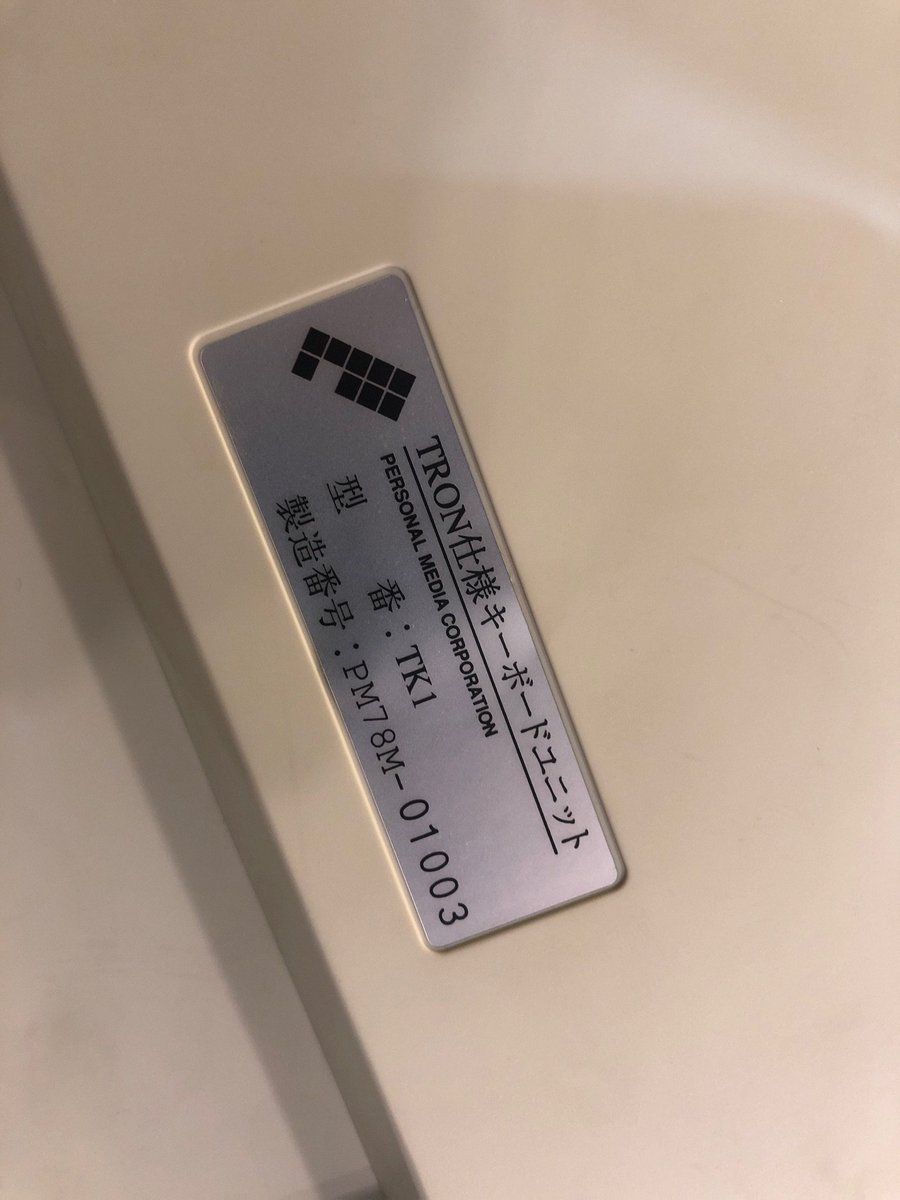 TRON仕様キーボードユニット
PERSONAL MEDIA CORPORATION
型番：TK1
製造番号：PM78M-01003